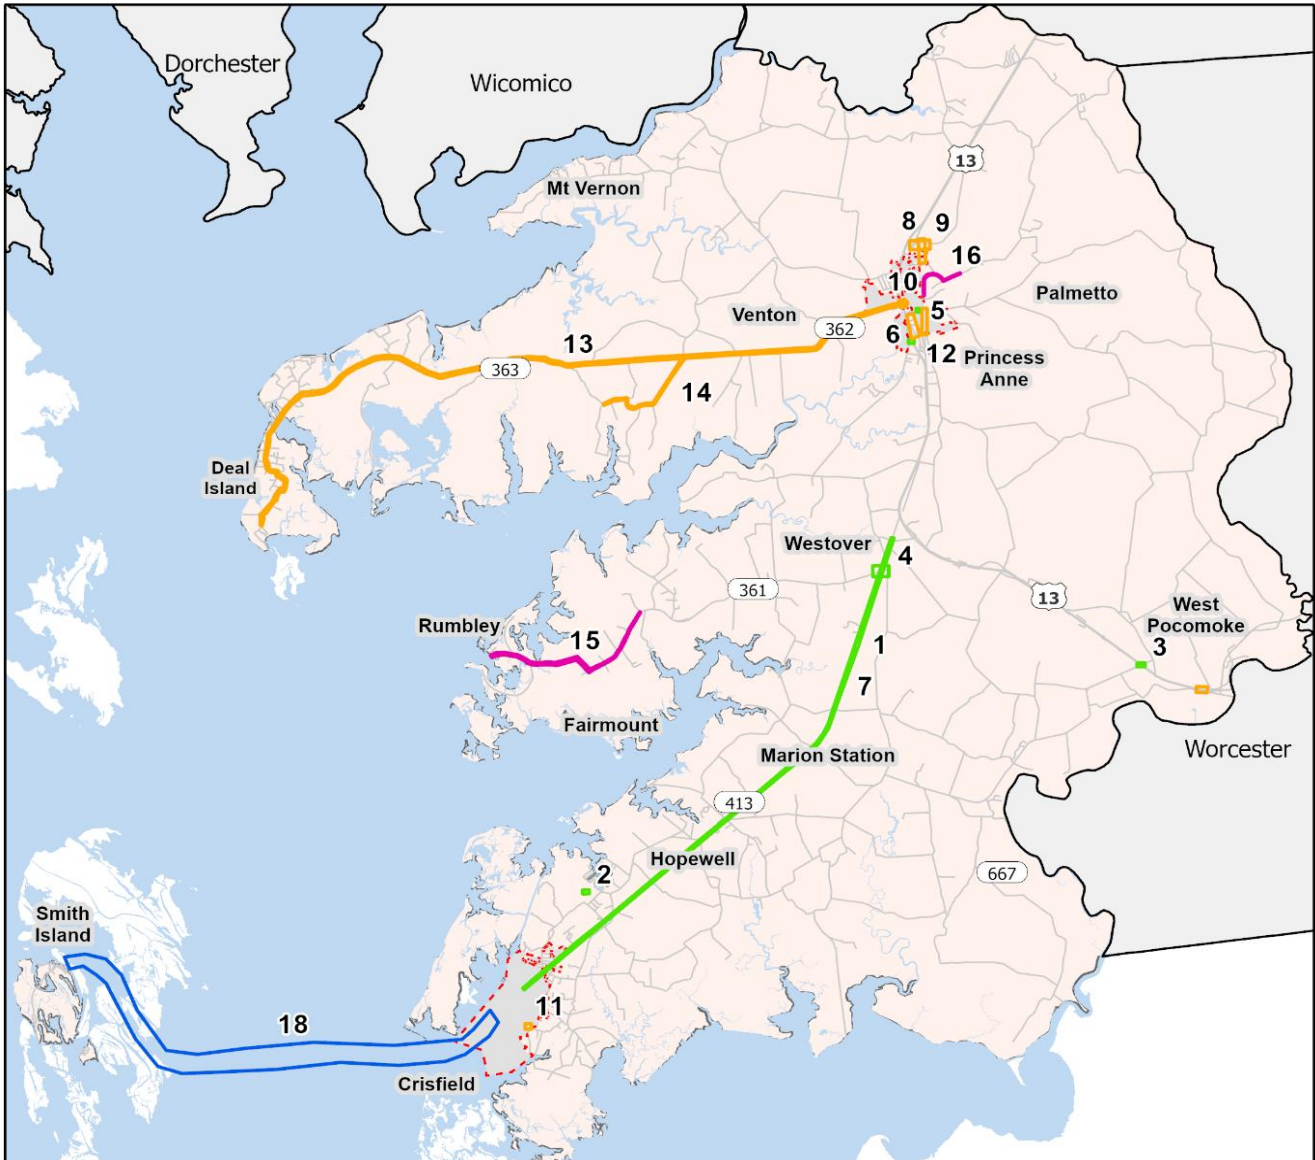 Dorchester
Wicomico
13
Mt Vernon
8
9
16
10
Palmetto
Venton
5
362
6
12
Princess
Anne
13
363
14
Deal
Island
Westover
4
361
13
West
Pocomoke
Rumbley
15
1
3
7
Fairmount
Marion Station
Worcester
413
Hopewell
667
2
Smith
Island
11
18
Crisfield